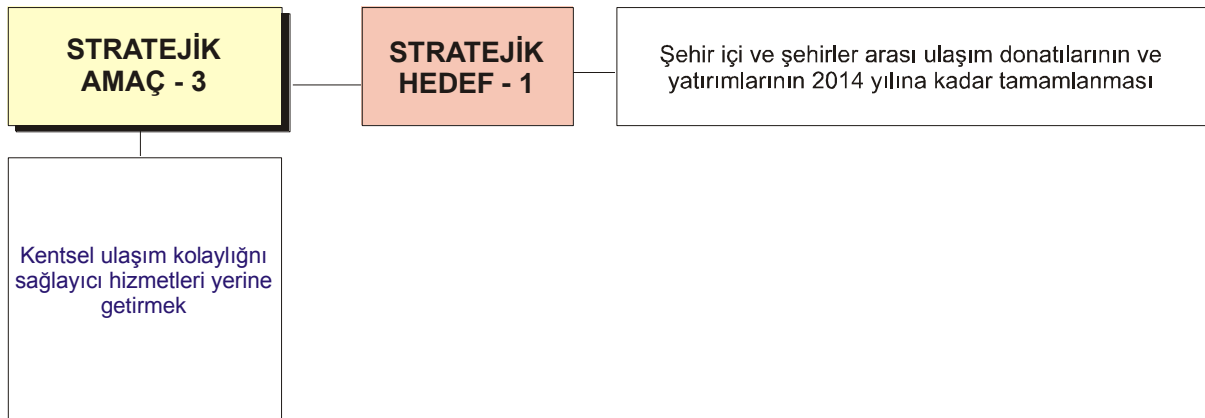 STRATEJİK
AMAÇ - 3
STRATEJİK
HEDEF - 1
Şehir içi ve şehirler arası ulaşım donatılarının ve
yatırımlarının 2014 yılına kadar tamamlanması
Kentsel ulaşım kolaylığnı
sağlayıcı hizmetleri yerine
getirmek